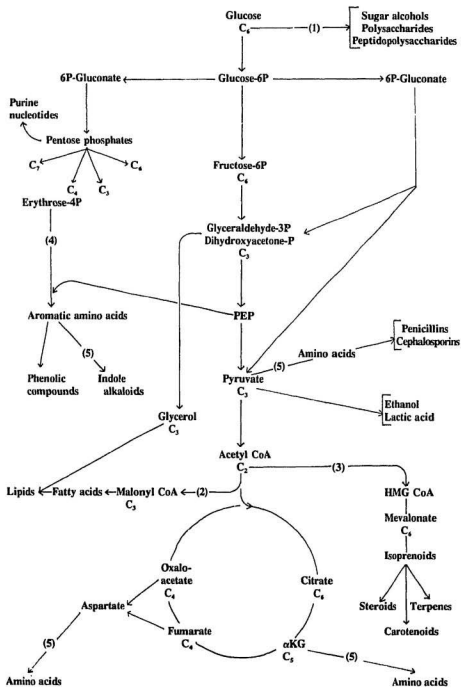 Glucose
C6
(1)
Sugar alcohols
Polysaccharides
Peptidopolysaccharides
6P-Gluconate
Glucose-6P
6P-Gluconate
Purine
nucleotides
Pentose phosphates
C7
C6
C4
C3
Erythrose-4P
Fructose-6P
C6
Glyceraldehyde-3P
Dihydroxyacetone-P
C3
(4)
Aromatic amino acids
PEP
(5)
Phenolic
compounds
Indole
alkaloids
Penicillins
Cephalosporins
Amino acids
(5)
Pyruvate
C3
Ethanol
Lactic acid
Glycerol
C3
Acetyl CoA
C2
(3)
Lipids
Fatty acids
Malonyl CoA
C3
(2)
HMG CoA
Mevalonate
C6
Isoprenoids
Steroids
Terpenes
Carotenoids
Oxalo-
acetate
C4
Citrate
C6
Aspartate
Fumarate
C4
αKG
C5
(5)
Amino acids
(5)
Amino acids